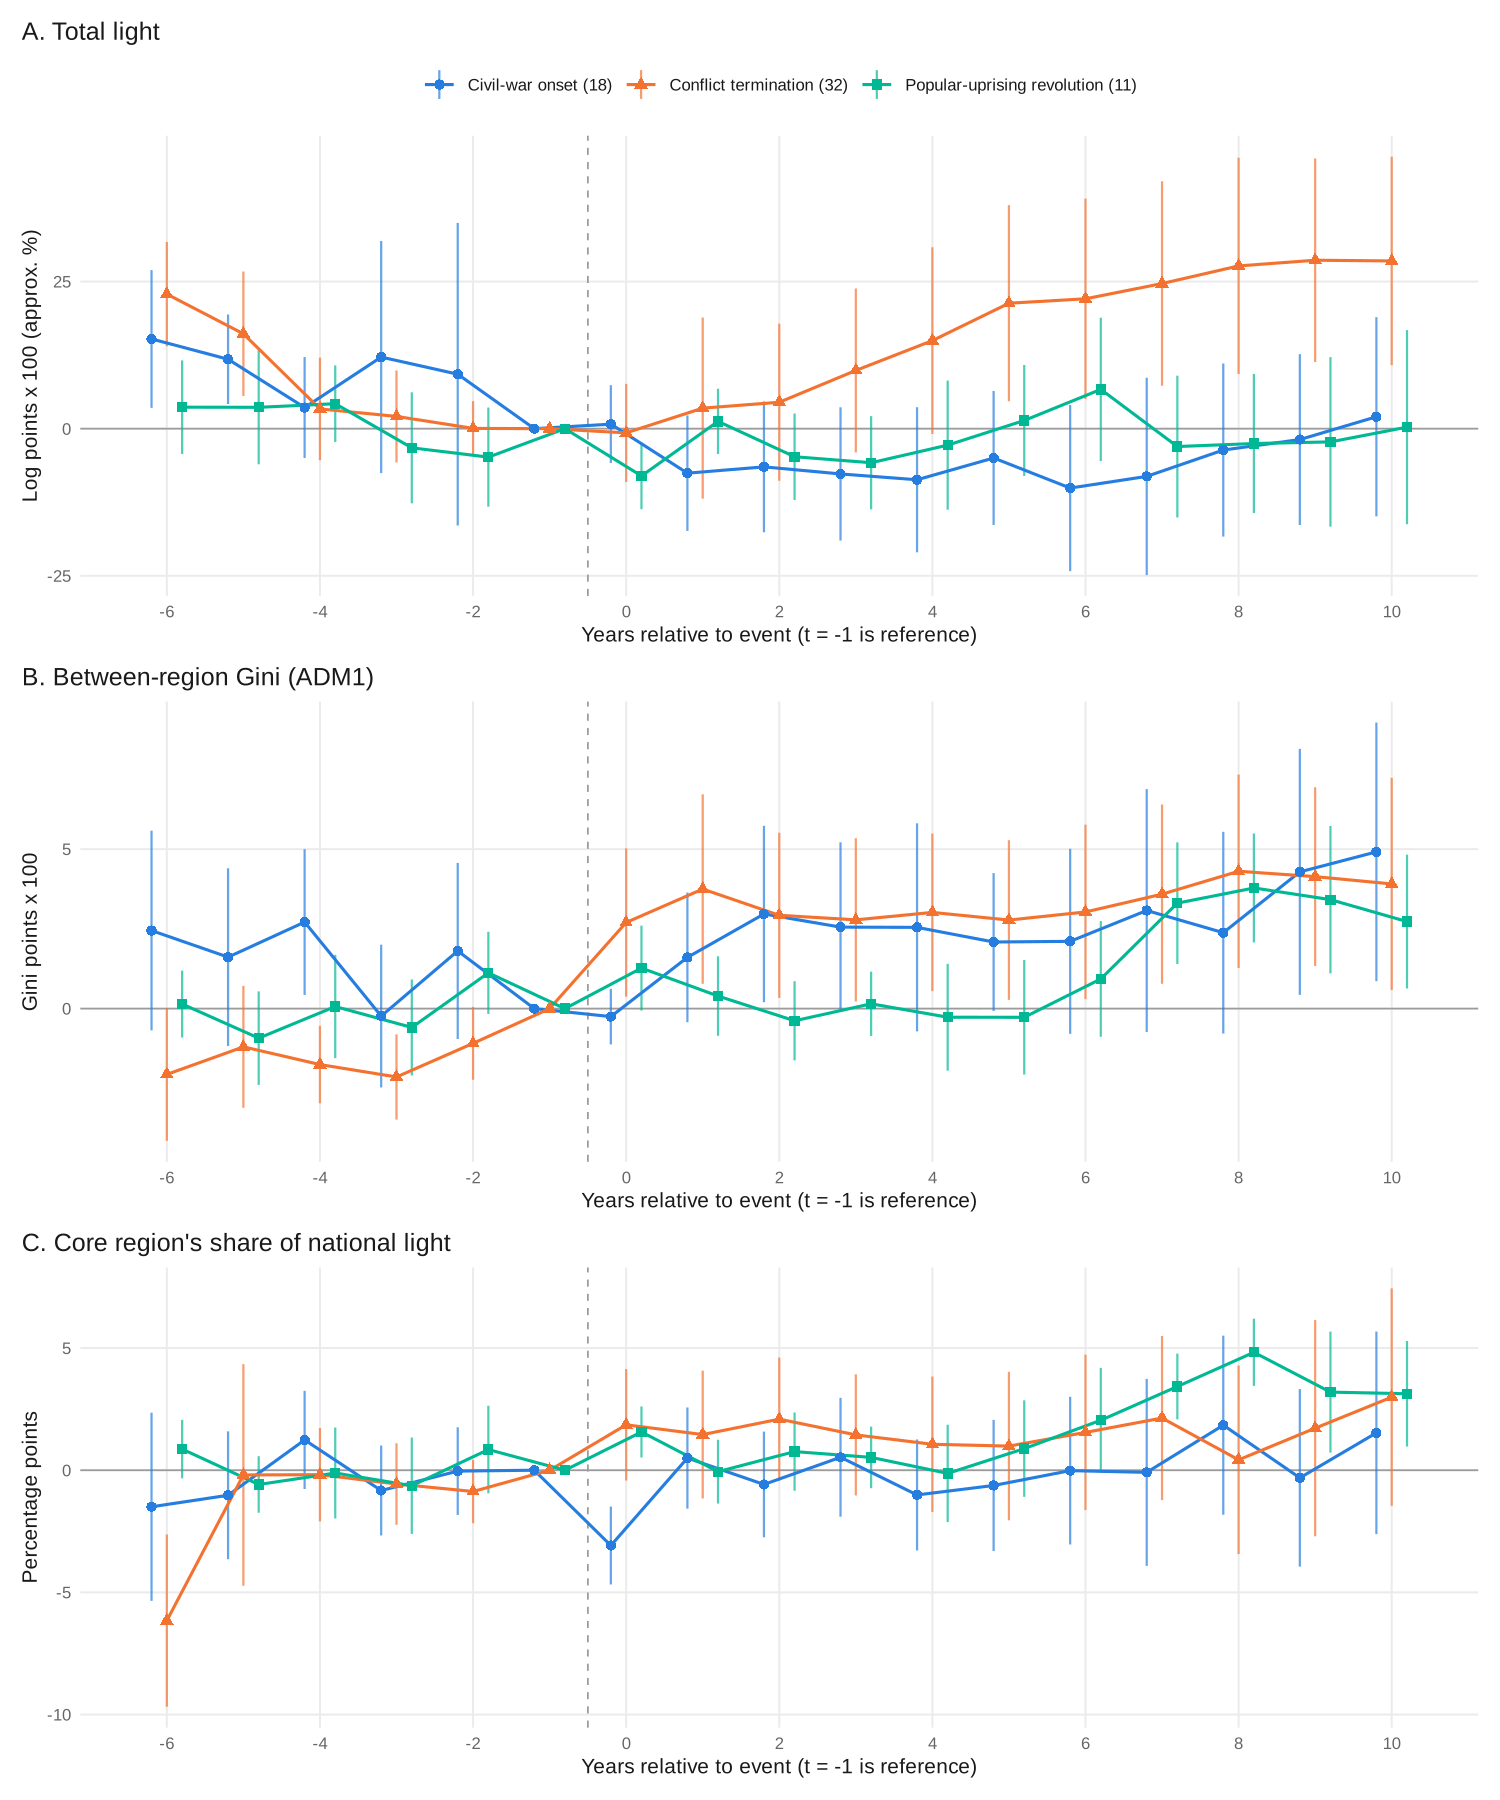 A. Total light
Civil-war onset (18) Conflict termination (32) Popular-uprising revolution (11)
Log points x 100 (approx. %)
25
0
-25
-6 -4 -2 0 2 4 6 8 10
Years relative to event (t = -1 is reference)
B. Between-region Gini (ADM1)
Gini points x 100
5
0
-6 -4 -2 0 2 4 6 8 10
Years relative to event (t = -1 is reference)
C. Core region's share of national light
Percentage points
5
0
-5
-10
-6 -4 -2 0 2 4 6 8 10
Years relative to event (t = -1 is reference)